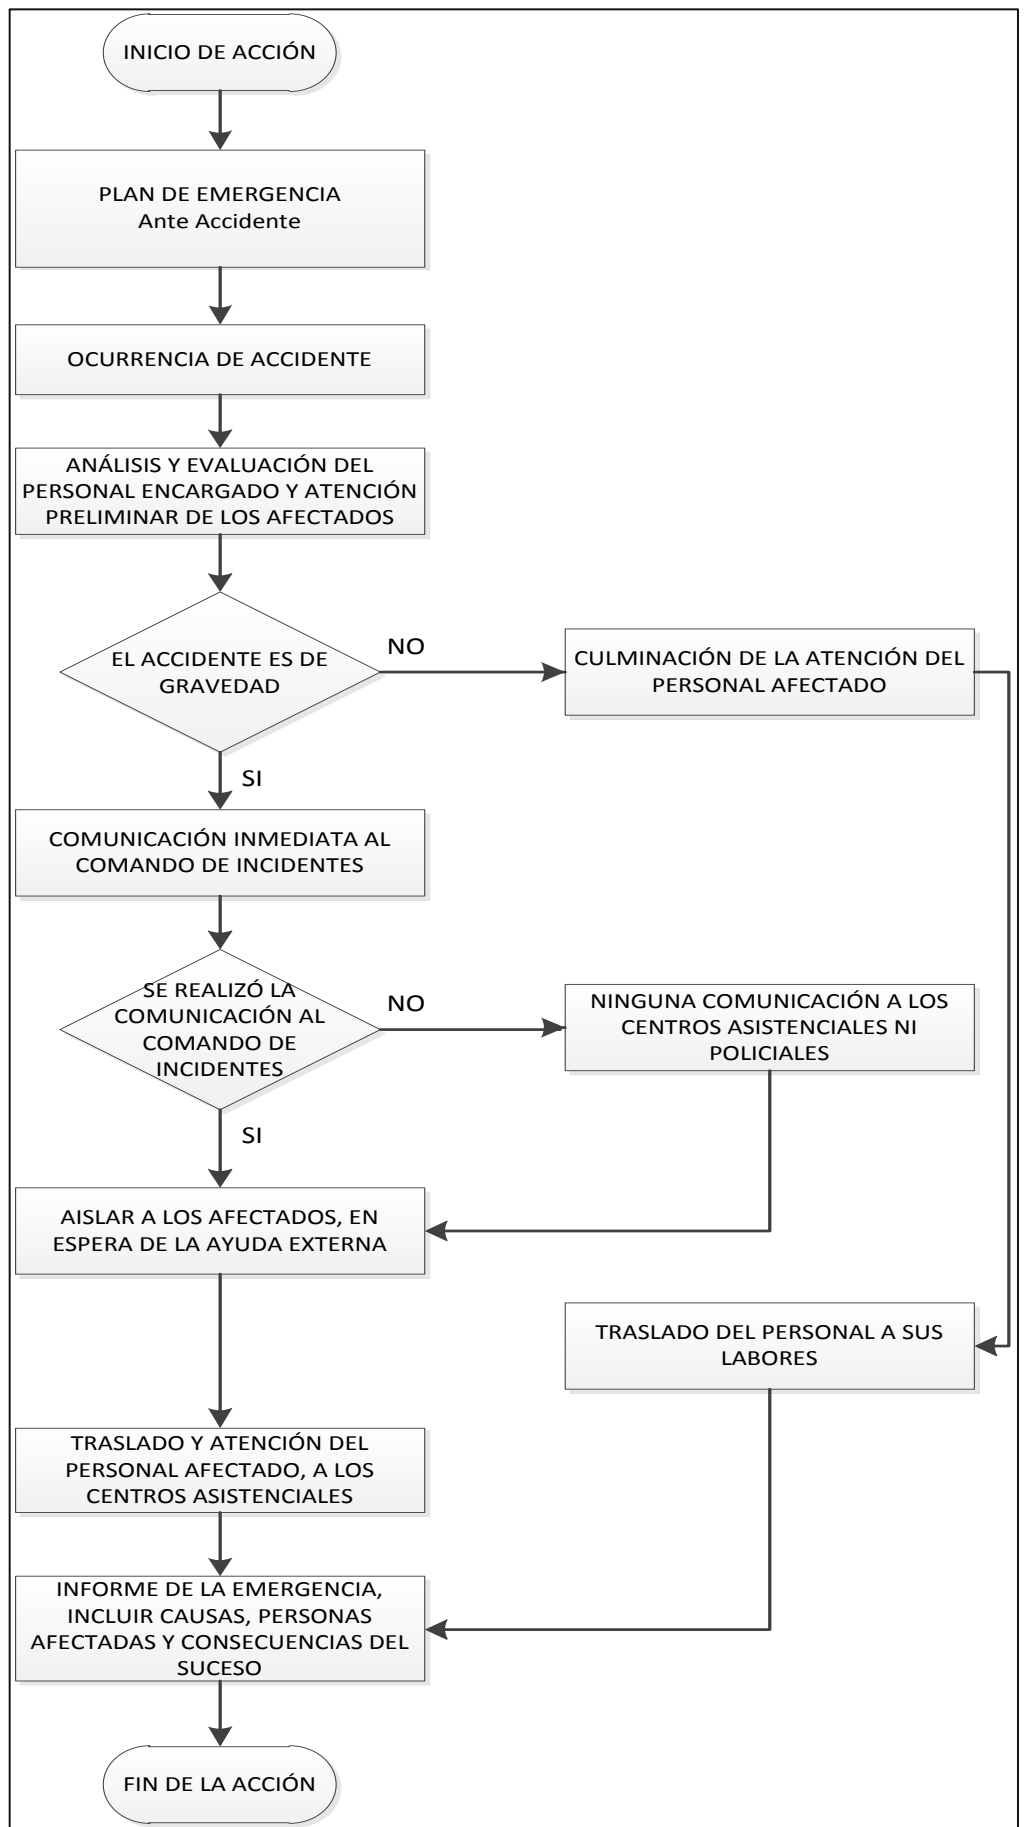 INICIO DE ACCIÓN
PLAN DE EMERGENCIA
Ante Accidente
OCURRENCIA DE ACCIDENTE
ANÁLISIS Y EVALUACIÓN DEL
PERSONAL ENCARGADO Y ATENCIÓN
PRELIMINAR DE LOS AFECTADOS
EL ACCIDENTE ES DE
GRAVEDAD
NO
CULMINACIÓN DE LA ATENCIÓN DEL
PERSONAL AFECTADO
SI
COMUNICACIÓN INMEDIATA AL
COMANDO DE INCIDENTES
SE REALIZÓ LA
COMUNICACIÓN AL
COMANDO DE
INCIDENTES
NO
NINGUNA COMUNICACIÓN A LOS
CENTROS ASISTENCIALES NI
POLICIALES
SI
AISLAR A LOS AFECTADOS, EN
ESPERA DE LA AYUDA EXTERNA
TRASLADO DEL PERSONAL A SUS
LABORES
TRASLADO Y ATENCIÓN DEL
PERSONAL AFECTADO, A LOS
CENTROS ASISTENCIALES
INFORME DE LA EMERGENCIA,
INCLUIR CAUSAS, PERSONAS
AFECTADAS Y CONSECUENCIAS DEL
SUCESO
FIN DE LA ACCIÓN